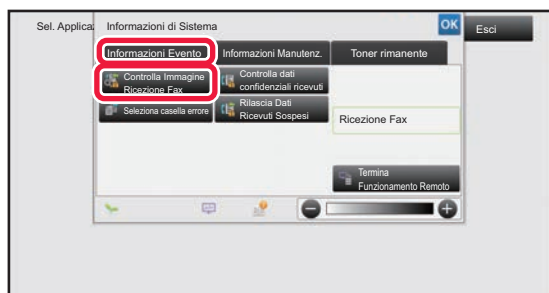 Sel. Applica
Informazioni di Sistema
OK
Esci
Informazioni Evento
Informazioni Manutenz.
Toner rimanente
Controlla Immagine
Ricezione Fax
Controlla dati
confidenziali ricevuti
Seleziona casella errore
Rilascia Dati
Ricevuti Sospesi
Ricezione Fax
Termina
Funzionamento Remoto